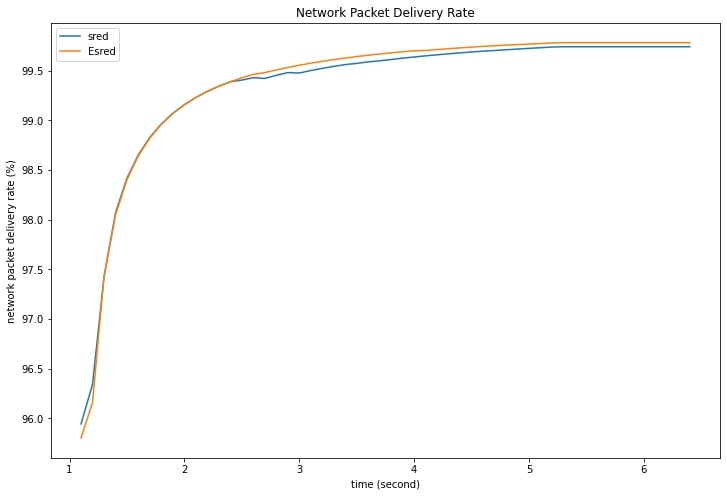 Network Packet Delivery Rate
sred
Esred
99.5
99.0
98.5
98.0
97.5
97.0
96.5
96.0
network packet delivery rate (%)
1 2 3 4 5 6
time (second)